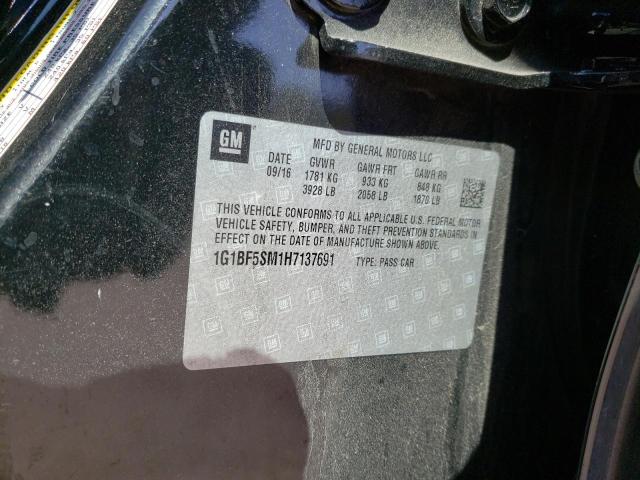 GM
MFD BY GENERAL MOTORS LLC
DATE GVWR GAWR FRT GAWR RR
09/16 1781 KG 933 KG 848 KG
3928 LB 2058 LB 1870 LB
THIS VEHICLE CONFORMS TO ALL APPLICABLE U.S. FEDERAL MOTOR
VEHICLE SAFETY, BUMPER, AND THEFT PREVENTION STANDARDS IN
EFFECT ON THE DATE OF MANUFACTURE SHOWN ABOVE.
1G1BF5SM1H7137691 TYPE: PASS CAR